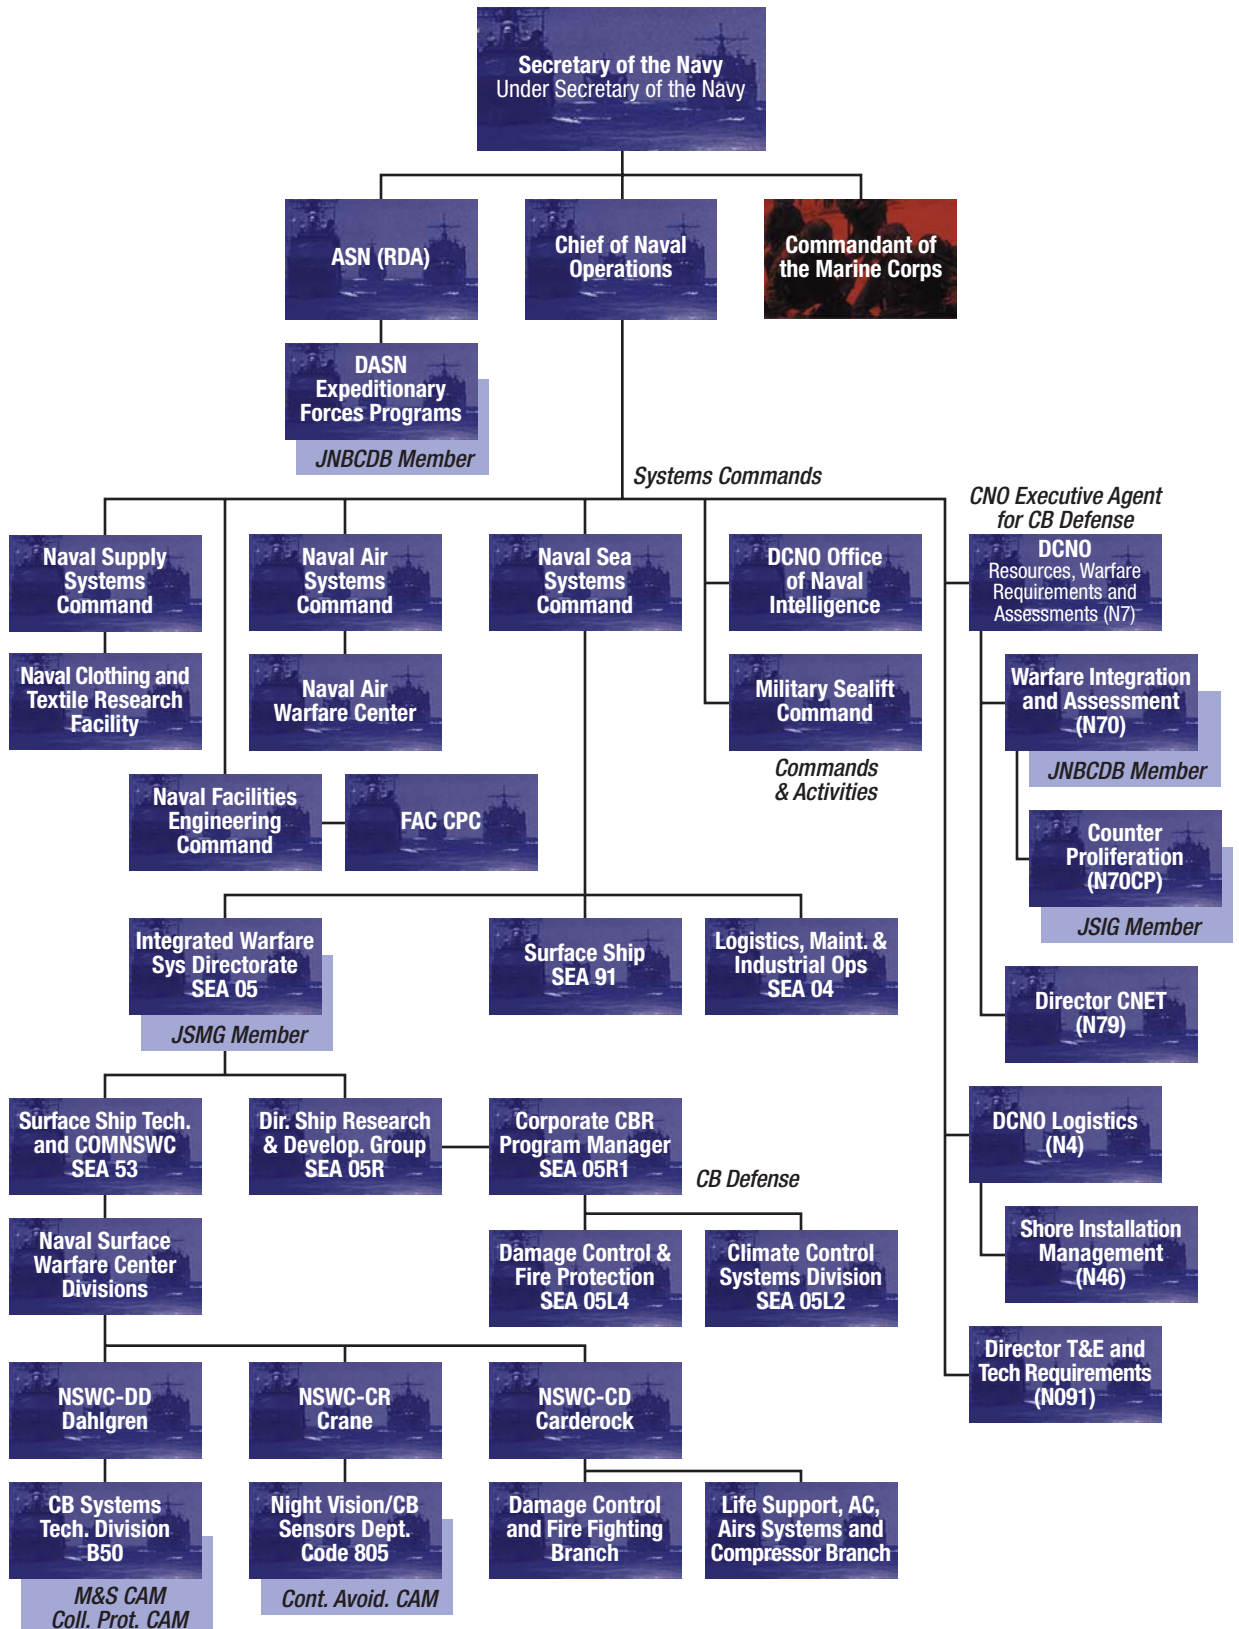 Secretary of the Navy
Under Secretary of the Navy
ASN (RDA)
Chief of Naval
Operations
Commandant of
the Marine Corps
DASN
Expeditionary
Forces Programs
JNBCDB Member
Systems Commands
CNO Executive Agent
for CB Defense
Naval Supply
Systems
Command
Naval Air
Systems
Command
Naval Sea
Systems
Command
DCNO Office
of Naval
Intelligence
DCNO
Resources, Warfare
Requirements and
Assessments (N7)
Naval Clothing and
Textile Research
Facility
Naval Air
Warfare Center
Military Sealift
Command
Commands
& Activities
Warfare Integration
and Assessment
(N70)
JNBCDB Member
Naval Facilities
Engineering
Command
FAC CPC
Counter
Proliferation
(N70CP)
JSIG Member
Integrated Warfare
Sys Directorate
SEA 05
JSMG Member
Surface Ship
SEA 91
Logistics, Maint. &
Industrial Ops
SEA 04
Director CNET
(N79)
Surface Ship Tech.
and COMNSWC
SEA 53
Dir. Ship Research
& Develop. Group
SEA 05R
Corporate CBR
Program Manager
SEA 05R1
CB Defense
DCNO Logistics
(N4)
Naval Surface
Warfare Center
Divisions
Damage Control &
Fire Protection
SEA 05L4
Climate Control
Systems Division
SEA 05L2
Shore Installation
Management
(N46)
Director T&E and
Tech Requirements
(N091)
NSWC-DD
Dahlgren
NSWC-CR
Crane
NSWC-CD
Carderock
CB Systems
Tech. Division
B50
M&S CAM
Coll. Prot. CAM
Night Vision/CB
Sensors Dept.
Code 805
Cont. Avoid. CAM
Damage Control
and Fire Fighting
Branch
Life Support, AC,
Airs Systems and
Compressor Branch